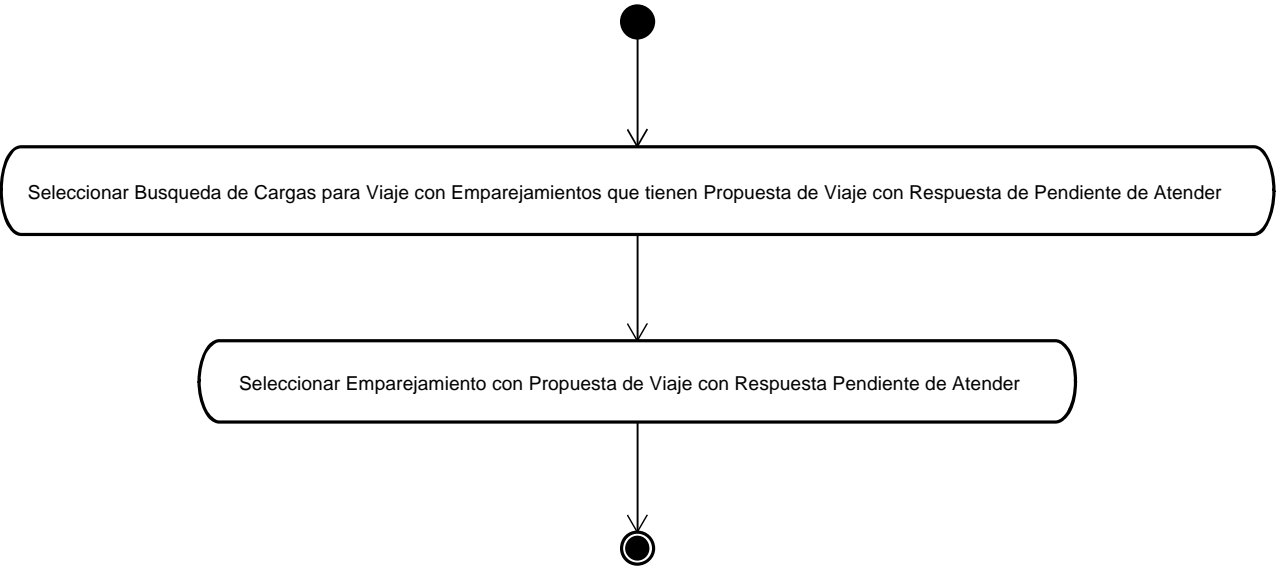 Seleccionar Busqueda de Cargas para Viaje con Emparejamientos que tienen Propuesta de Viaje con Respuesta de Pendiente de Atender
Seleccionar Emparejamiento con Propuesta de Viaje con Respuesta Pendiente de Atender